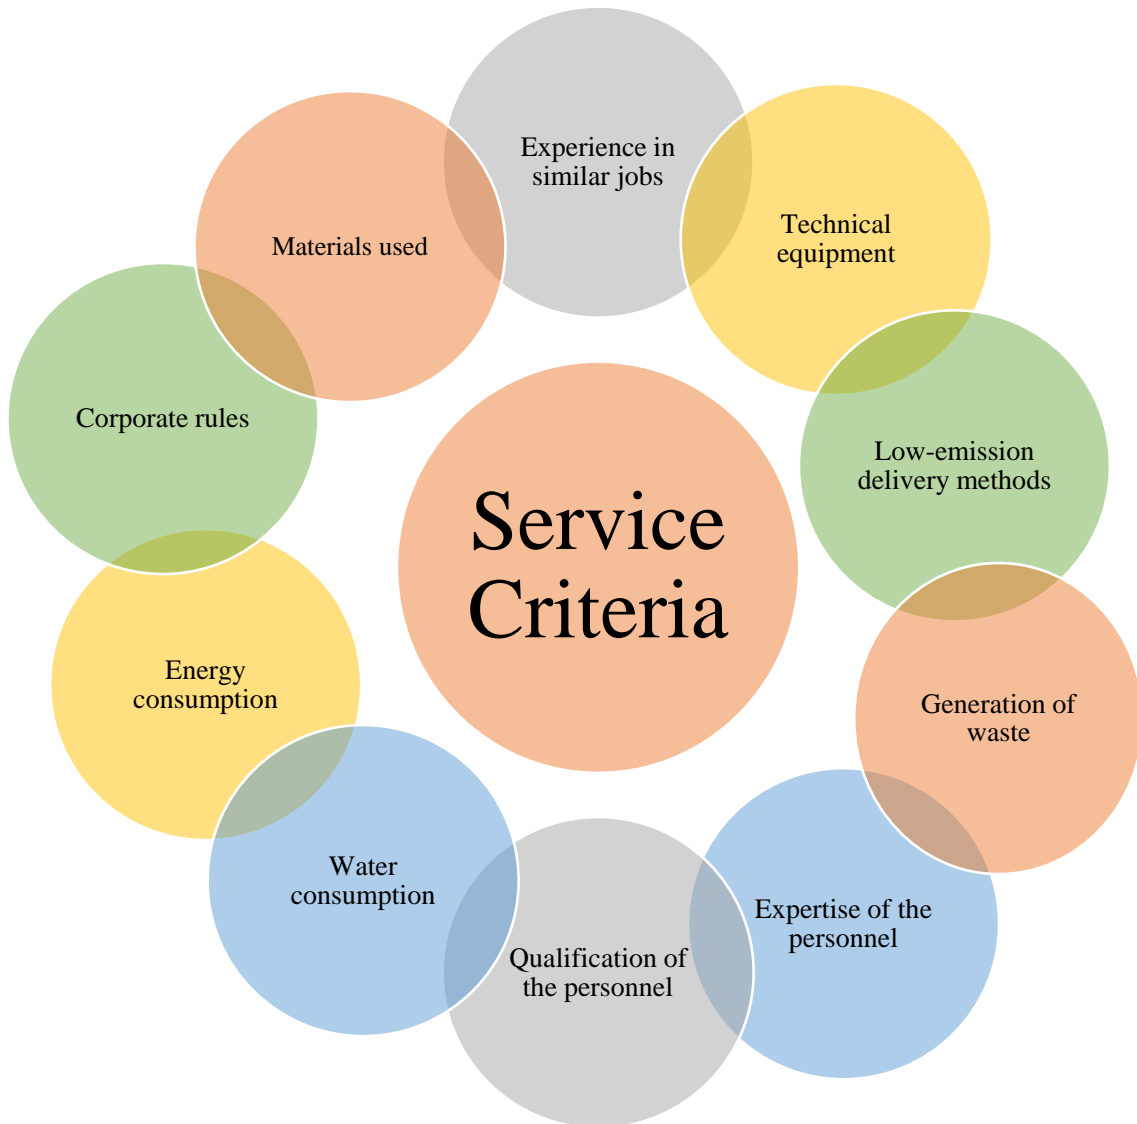 Experience in
similar jobs
Technical
equipment
Low-emission
delivery methods
Generation of
waste
Expertise of the
personnel
Qualification of
the personnel
Water
consumption
Energy
consumption
Corporate rules
Materials used
Service
Criteria